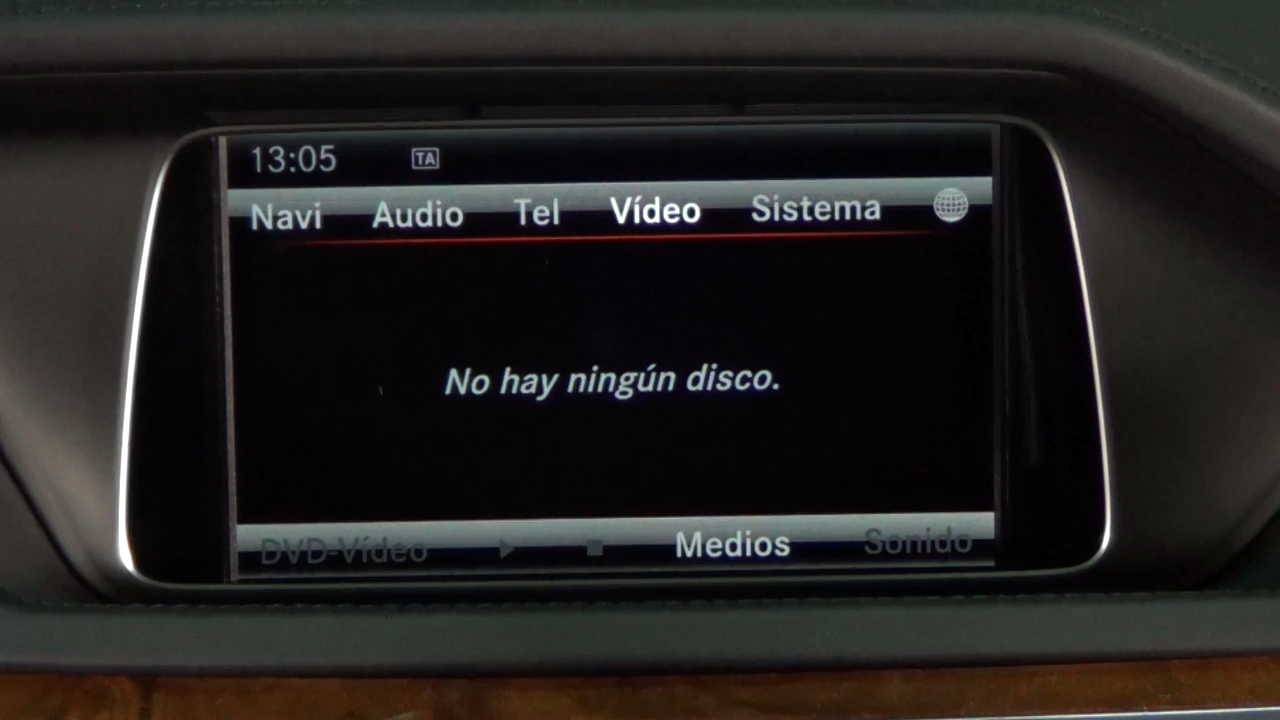 13:05 TA
Navi Audio Tel Vídeo Sistema
No hay ningún disco.
DVD-Vídeo Medios Sonido